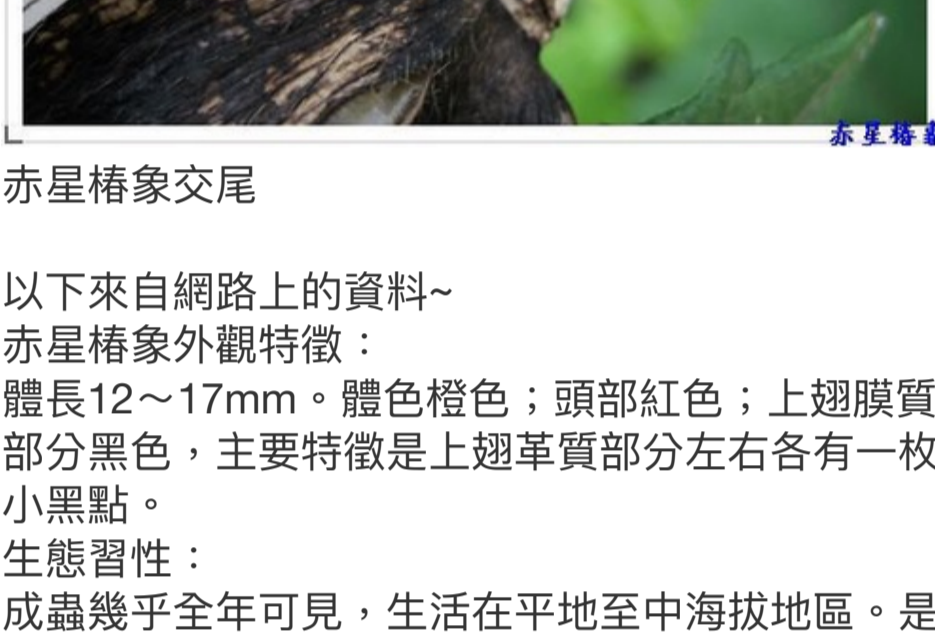 赤星椿
赤星椿象交尾
以下來自網路上的資料~
赤星椿象外觀特徵：
體長12～17mm。體色橙色；頭部紅色；上翅膜質
部分黑色，主要特徵是上翅革質部分左右各有一枚
小黑點。
生態習性：
成蟲幾乎全年可見，生活在平地至中海拔地區。是